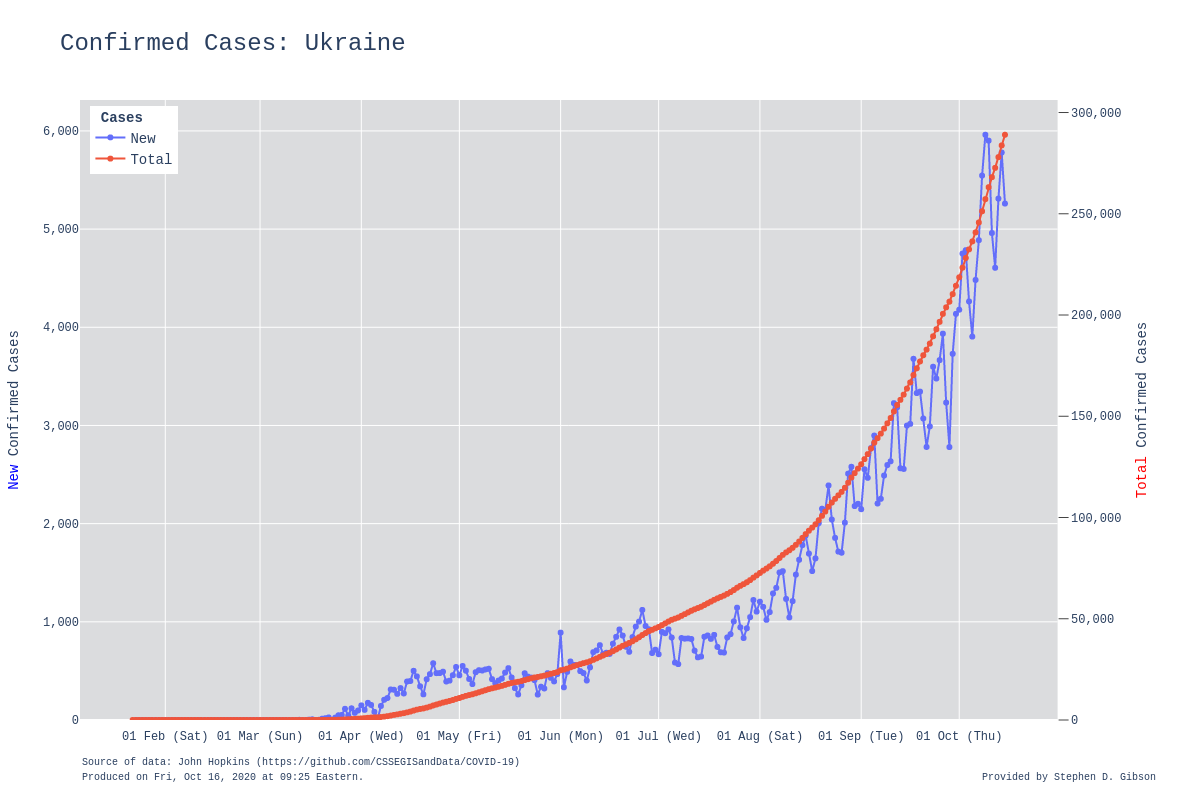 Confirmed Cases: Ukraine
Cases
New
Total
6,000
5,000
4,000
3,000
2,000
1,000
0
New Confirmed Cases
300,000
250,000
200,000
150,000
100,000
50,000
0
Total Confirmed Cases
01 Feb (Sat) 01 Mar (Sun) 01 Apr (Wed) 01 May (Fri) 01 Jun (Mon) 01 Jul (Wed) 01 Aug (Sat) 01 Sep (Tue) 01 Oct (Thu)
Source of data: John Hopkins (https://github.com/CSSEGISandData/COVID-19)
Produced on Fri, Oct 16, 2020 at 09:25 Eastern.
Provided by Stephen D. Gibson